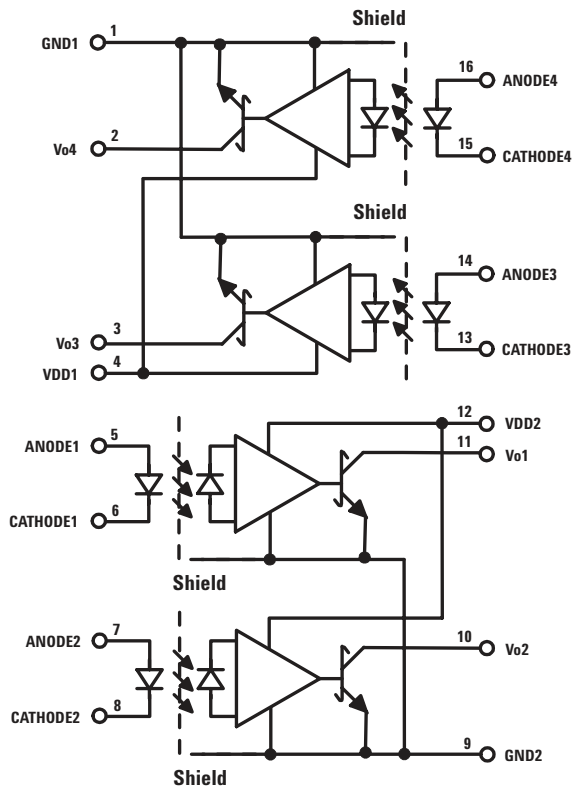 Shield
GND1 1
16 ANODE4
Vo4 2
15 CATHODE4
Shield
14 ANODE3
Vo3 3
13 CATHODE3
VDD1 4
12 VDD2
ANODE1 5
11 Vo1
CATHODE1 6
Shield
ANODE2 7
10 Vo2
CATHODE2 8
9 GND2
Shield